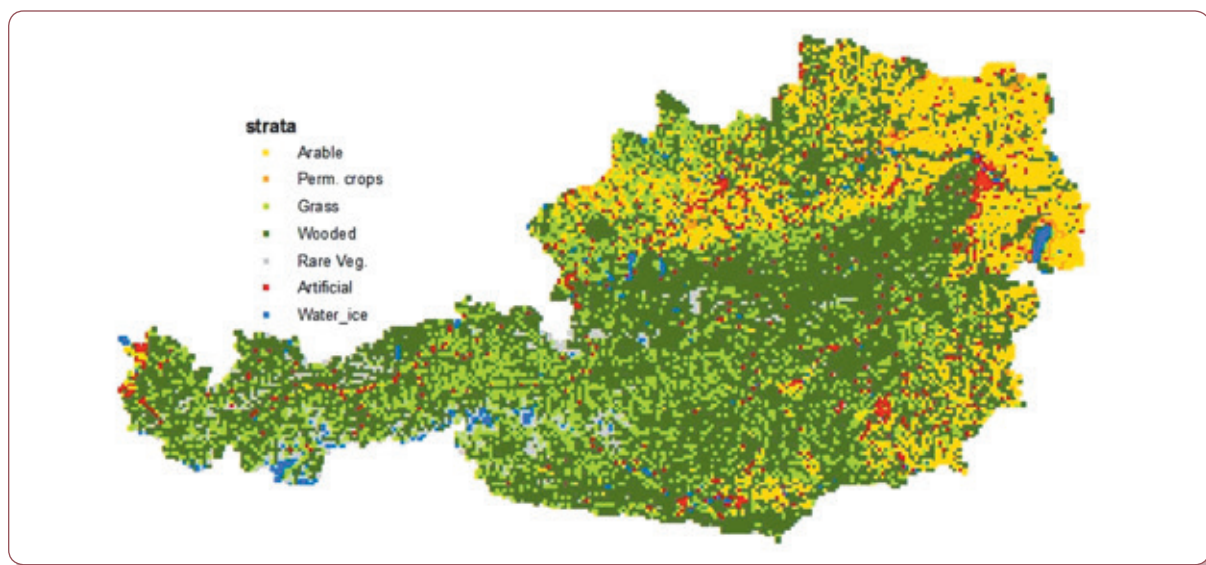 strata
Arable
Perm. crops
Grass
Wooded
Rare Veg.
Artificial
Water_ice